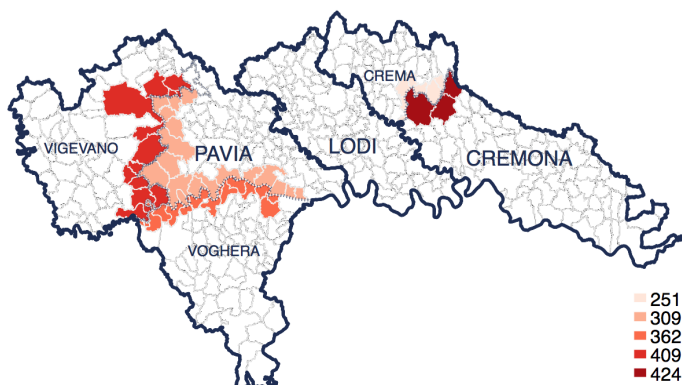 CREMA
VIGEVANO
PAVIA
LODI
CREMONA
VOGHERA
251
309
362
409
424